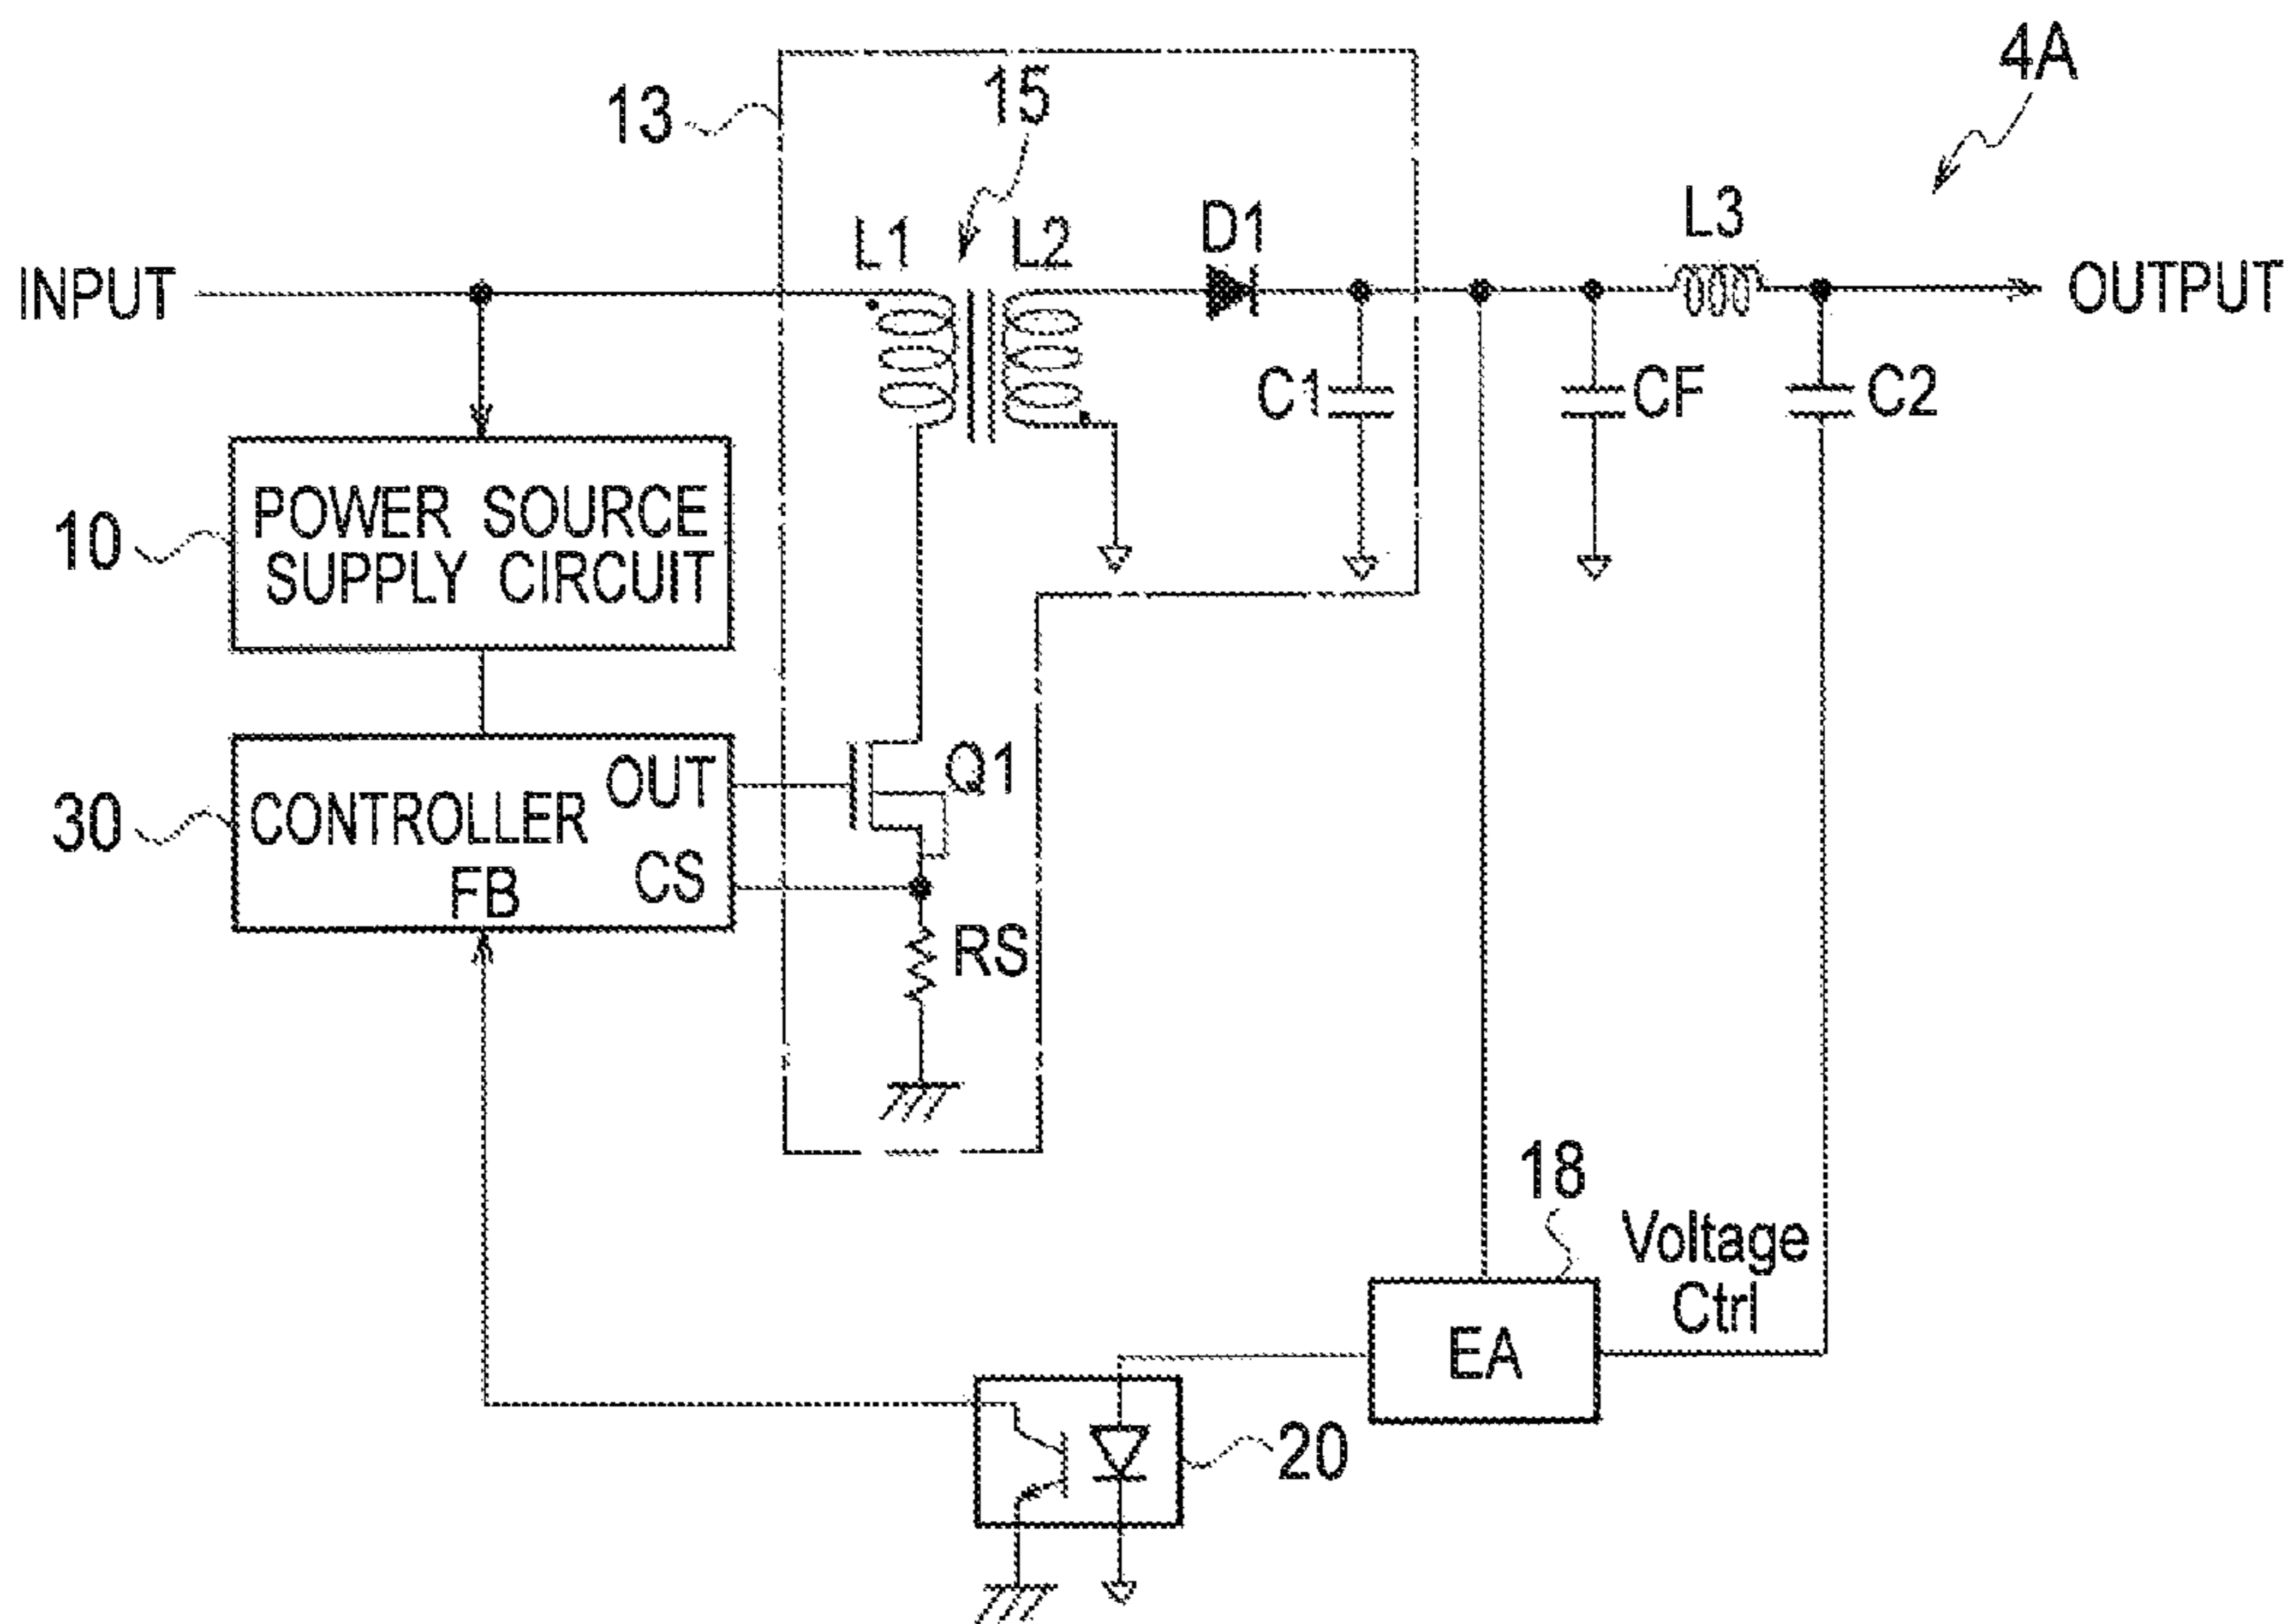 4A
13
15
L1
L2
D1
L3
INPUT
OUTPUT
C1
CF
C2
10
POWER SOURCE
SUPPLY CIRCUIT
30
CONTROLLER
OUT
CS
FB
Q1
RS
18
Voltage
Ctrl
EA
20